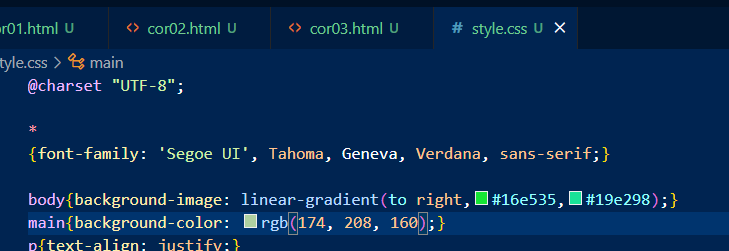 or01.html U <> cor02.html U <> cor03.html U # style.css U ×
tyle.css > main
@charset "UTF-8";
*
{font-family: 'Segoe UI', Tahoma, Geneva, Verdana, sans-serif;}
body{background-image: linear-gradient(to right,#16e535,#19e298);}
main{background-color: rgb(174, 208, 160);}
p{text-align: justify;}